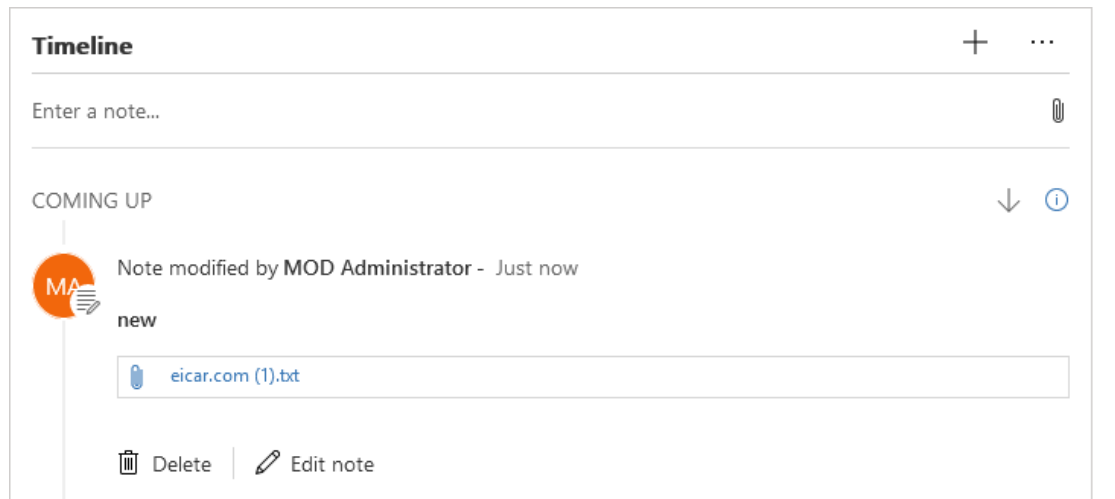 Timeline
Enter a note...
COMING UP
Note modified by MOD Administrator - Just now
MA
new
eicar.com (1).txt
Delete Edit note